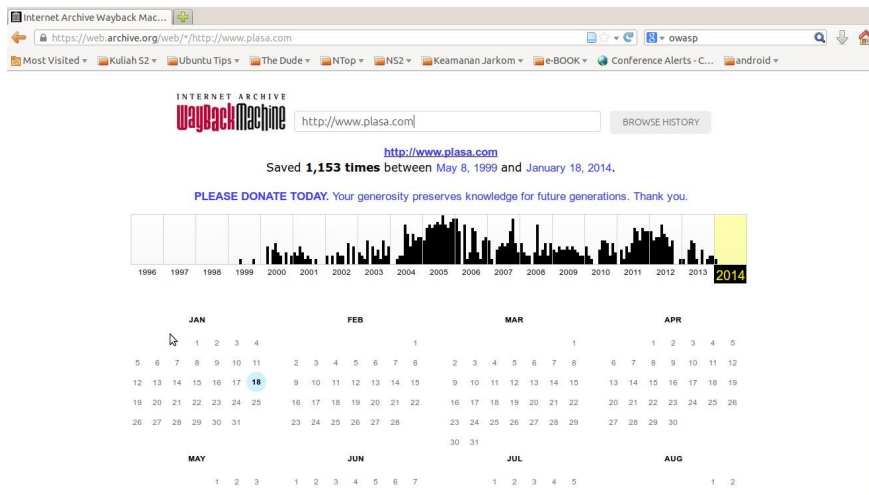 Internet Archive Wayback Mac...
https://web.archive.org/web/*/http://www.plasa.com
owasp
Most Visited Kuliah S2 Ubuntu Tips The Dude NTop NS2 Keamanan Jarkom e-BOOK Conference Alerts - C... android
INTERNET ARCHIVE
WayBackMachine
http://www.plasa.com
BROWSE HISTORY
http://www.plasa.com
Saved 1,153 times between May 8, 1999 and January 18, 2014.
PLEASE DONATE TODAY. Your generosity preserves knowledge for future generations. Thank you.
1996 1997 1998 1999 2000 2001 2002 2003 2004 2005 2006 2007 2008 2009 2010 2011 2012 2013 2014
JAN FEB MAR APR
1 2 3 4 1 1 1 2 3 4 5
5 6 7 8 9 10 11 2 3 4 5 6 7 8 2 3 4 5 6 7 8 6 7 8 9 10 11 12
12 13 14 15 16 17 18 9 10 11 12 13 14 15 9 10 11 12 13 14 15 13 14 15 16 17 18 19
19 20 21 22 23 24 25 16 17 18 19 20 21 22 16 17 18 19 20 21 22 20 21 22 23 24 25 26
26 27 28 29 30 31 23 24 25 26 27 28 23 24 25 26 27 28 29 27 28 29 30
30 31
MAY JUN JUL AUG
1 2 3 1 2 3 4 5 6 7 1 2 3 4 5 1 2